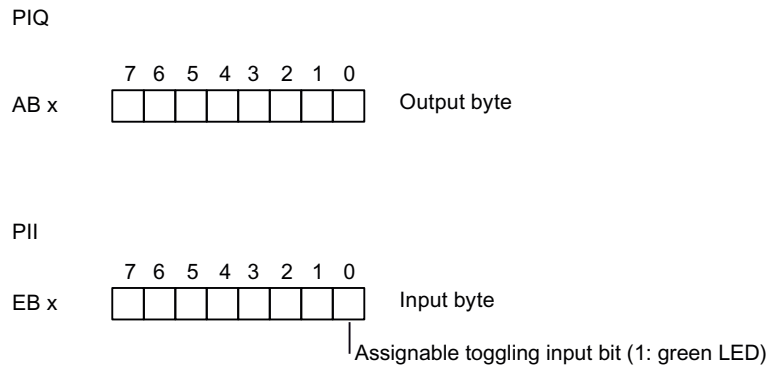 PIQ
7 6 5 4 3 2 1 0
AB x Output byte
PII
7 6 5 4 3 2 1 0
EB x Input byte
Assignable toggling input bit (1: green LED)